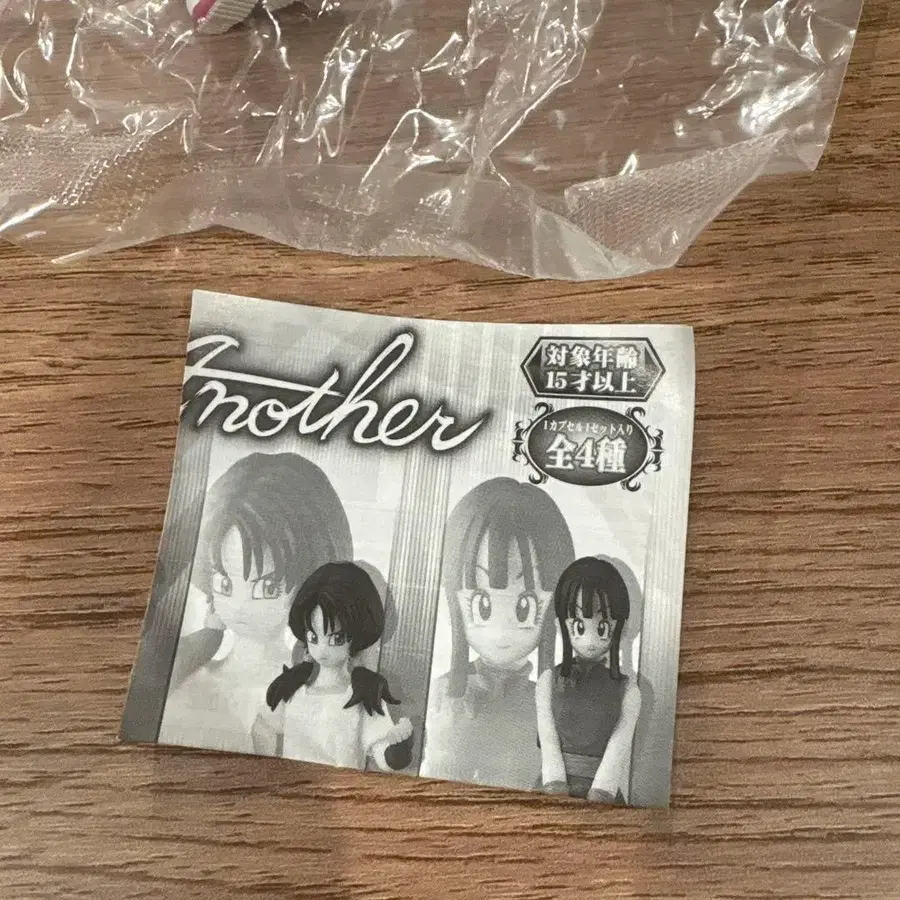 Another
対象年齢
15才以上
1カプセル1セット入り
全4種